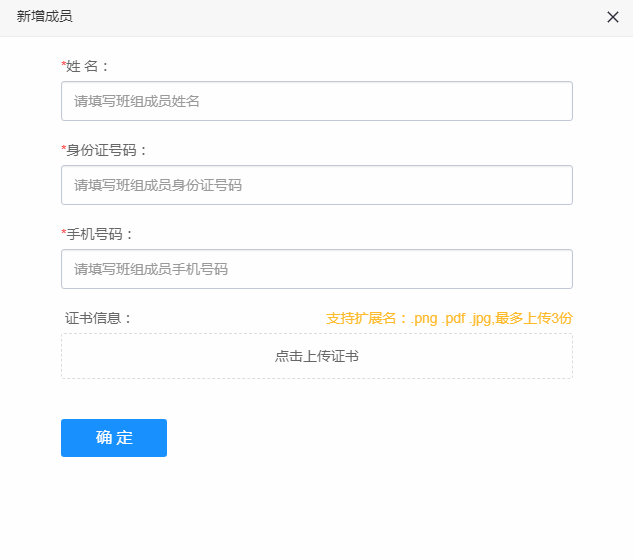 新增成员
*姓 名：
请填写班组成员姓名
*身份证号码：
请填写班组成员身份证号码
*手机号码：
请填写班组成员手机号码
证书信息： 支持扩展名：.png .pdf .jpg,最多上传3份
点击上传证书
确 定